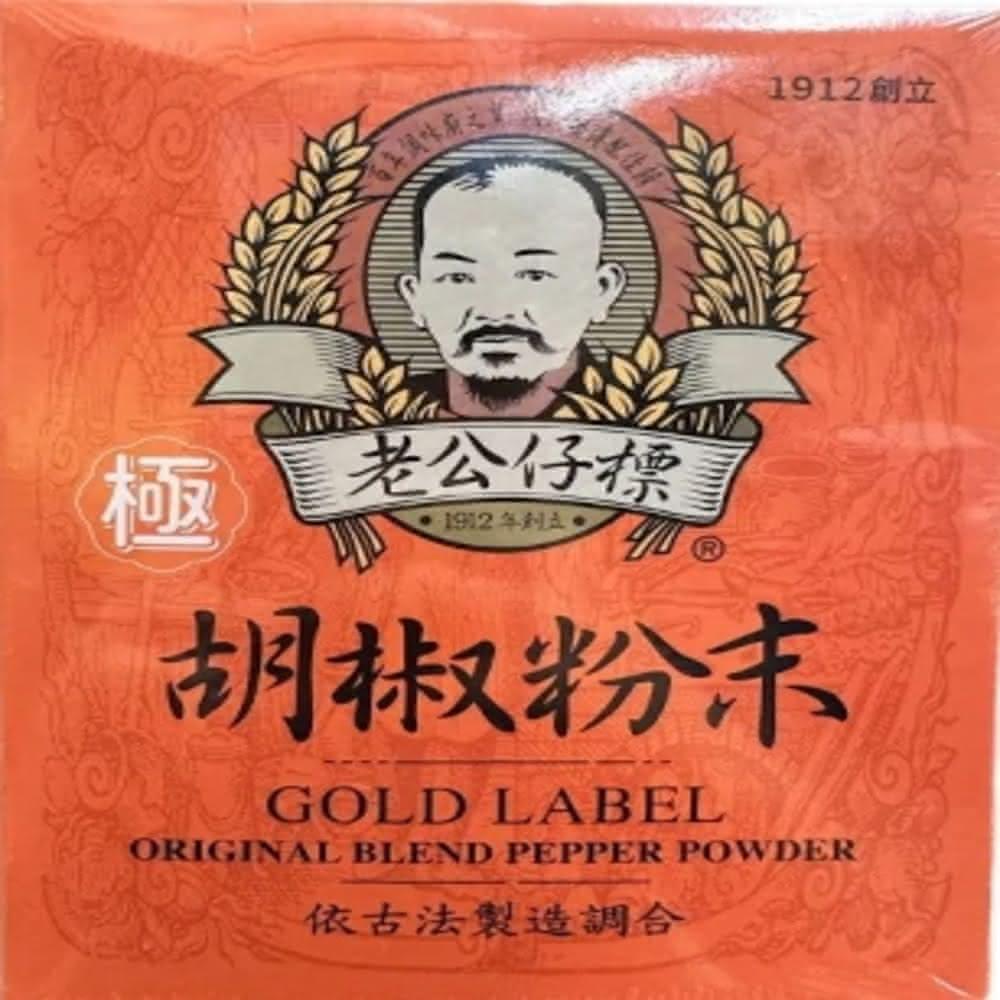 1912創立
老公仔標
1912年創立
®
極
胡椒粉末
GOLD LABEL
ORIGINAL BLEND PEPPER POWDER
依古法製造調合